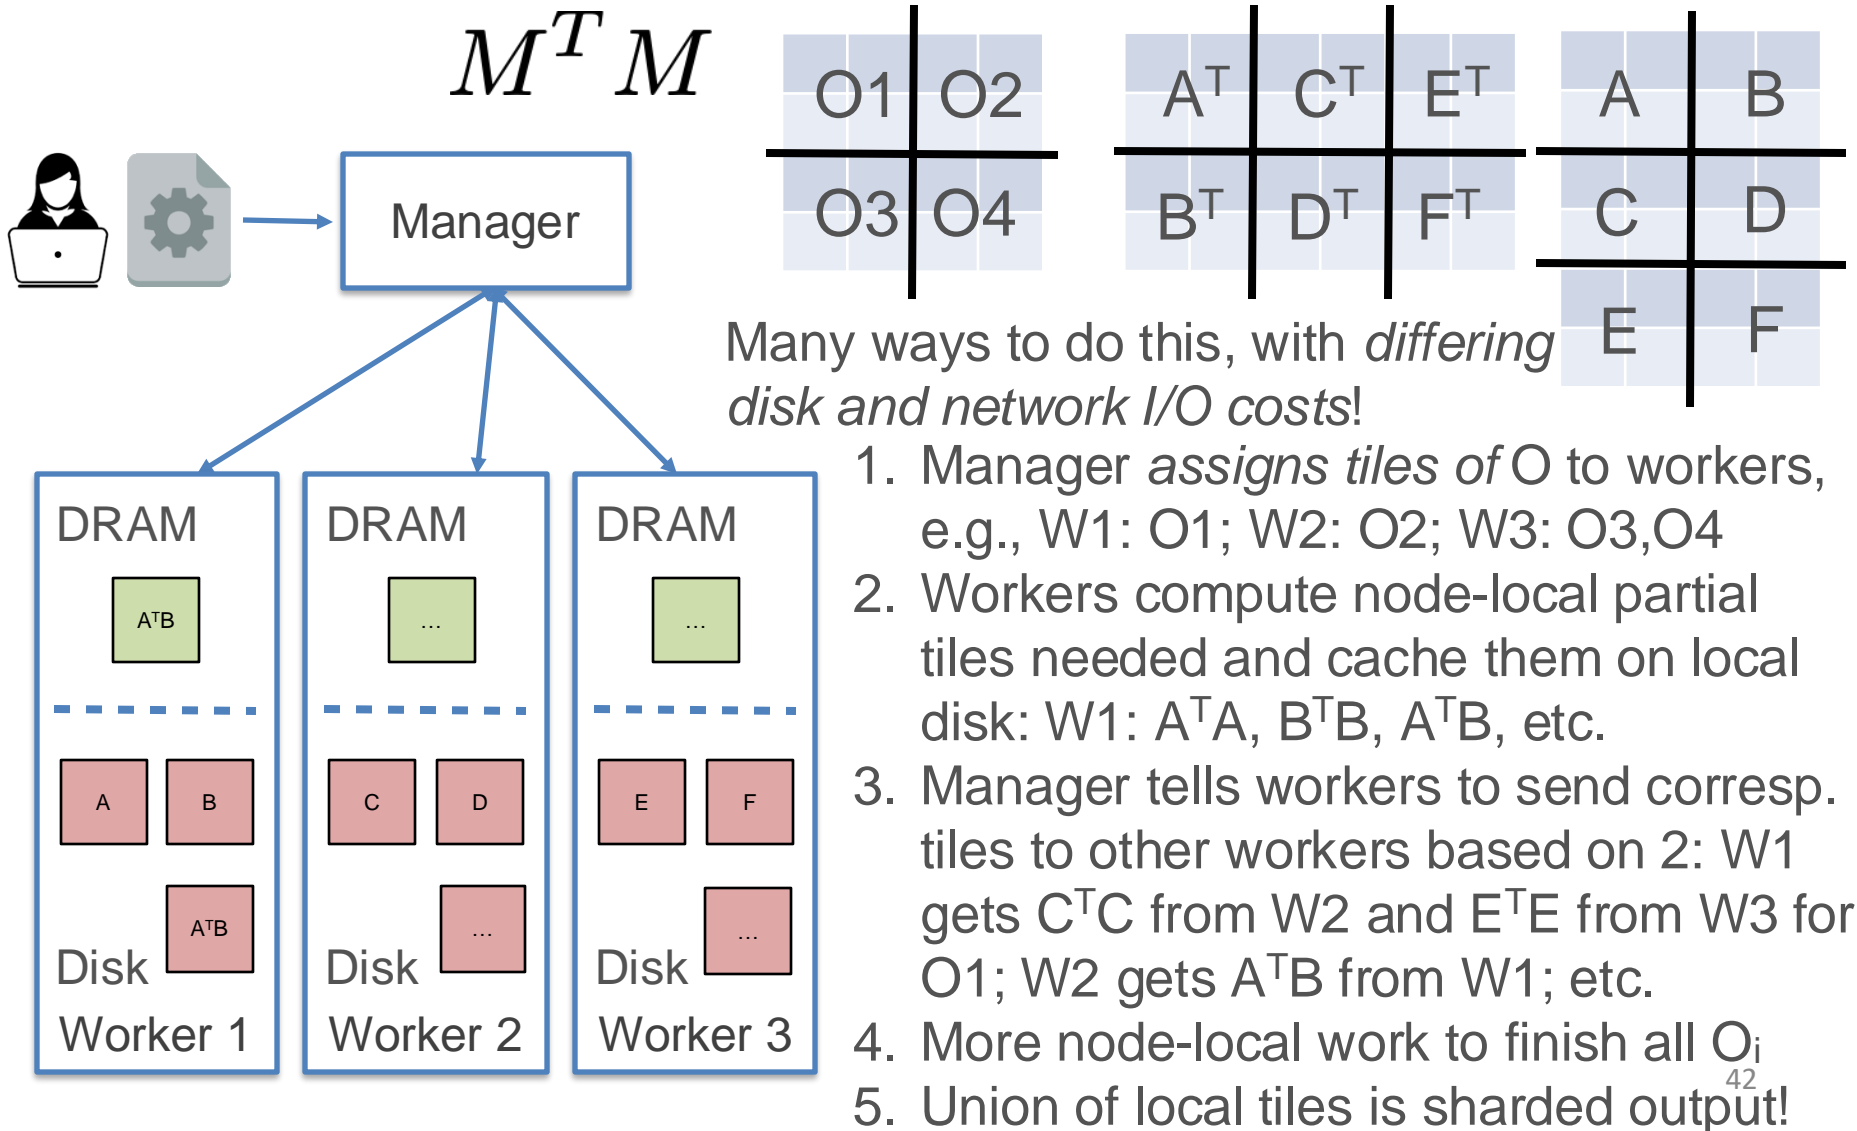 MᵀM
O1 O2
O3 O4
Aᵀ Cᵀ Eᵀ
Bᵀ Dᵀ Fᵀ
A B
C D
E F
Manager
Many ways to do this, with differing
disk and network I/O costs!
1. Manager assigns tiles of O to workers,
e.g., W1: O1; W2: O2; W3: O3,O4
2. Workers compute node-local partial
tiles needed and cache them on local
disk: W1: AᵀA, BᵀB, AᵀB, etc.
3. Manager tells workers to send corresp.
tiles to other workers based on 2: W1
gets CᵀC from W2 and EᵀE from W3 for
O1; W2 gets AᵀB from W1; etc.
4. More node-local work to finish all Oᵢ
5. Union of local tiles is sharded output!
DRAM
AᵀB
A B
AᵀB
Disk
Worker 1
DRAM
...
C D
...
Disk
Worker 2
DRAM
...
E F
...
Disk
Worker 3
42